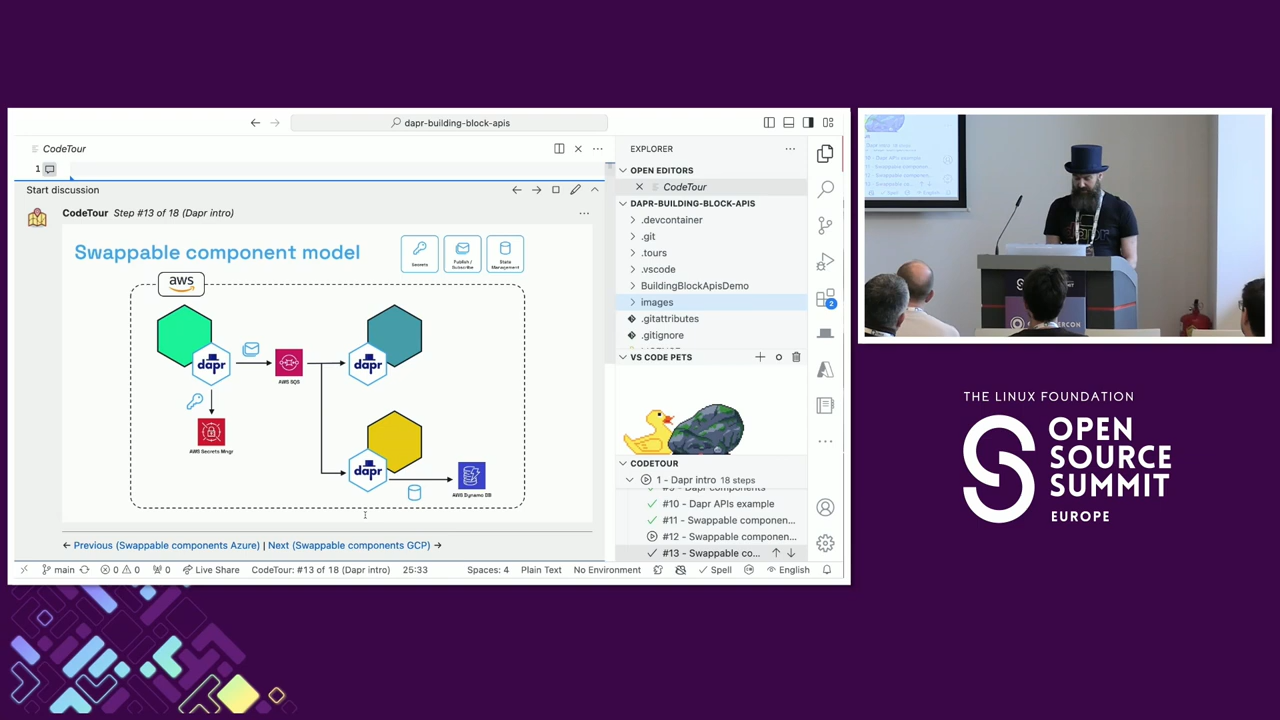 dapr-building-block-apis
CodeTour
1
Start discussion
CodeTour Step #13 of 18 (Dapr intro)
Swappable component model
Secrets
Publish / Subscribe
State Management
aws
dapr
AWS SQS
dapr
AWS Secrets Mngr
dapr
AWS Dynamo DB
← Previous (Swappable components Azure) | Next (Swappable components GCP) →
EXPLORER
OPEN EDITORS
CodeTour
DAPR-BUILDING-BLOCK-APIS
.devcontainer
.git
.tours
.vscode
BuildingBlockApisDemo
images
.gitattributes
.gitignore
VS CODE PETS
CODETOUR
1 - Dapr intro 18 steps
#9 - Dapr components
#10 - Dapr APIs example
#11 - Swappable componen...
#12 - Swappable componen...
#13 - Swappable co...
2
main
0
0
0
Live Share
CodeTour: #13 of 18 (Dapr intro)
25:33
Spaces: 4
Plain Text
No Environment
Spell
English
THE LINUX FOUNDATION
OPEN
SOURCE
SUMMIT
EUROPE